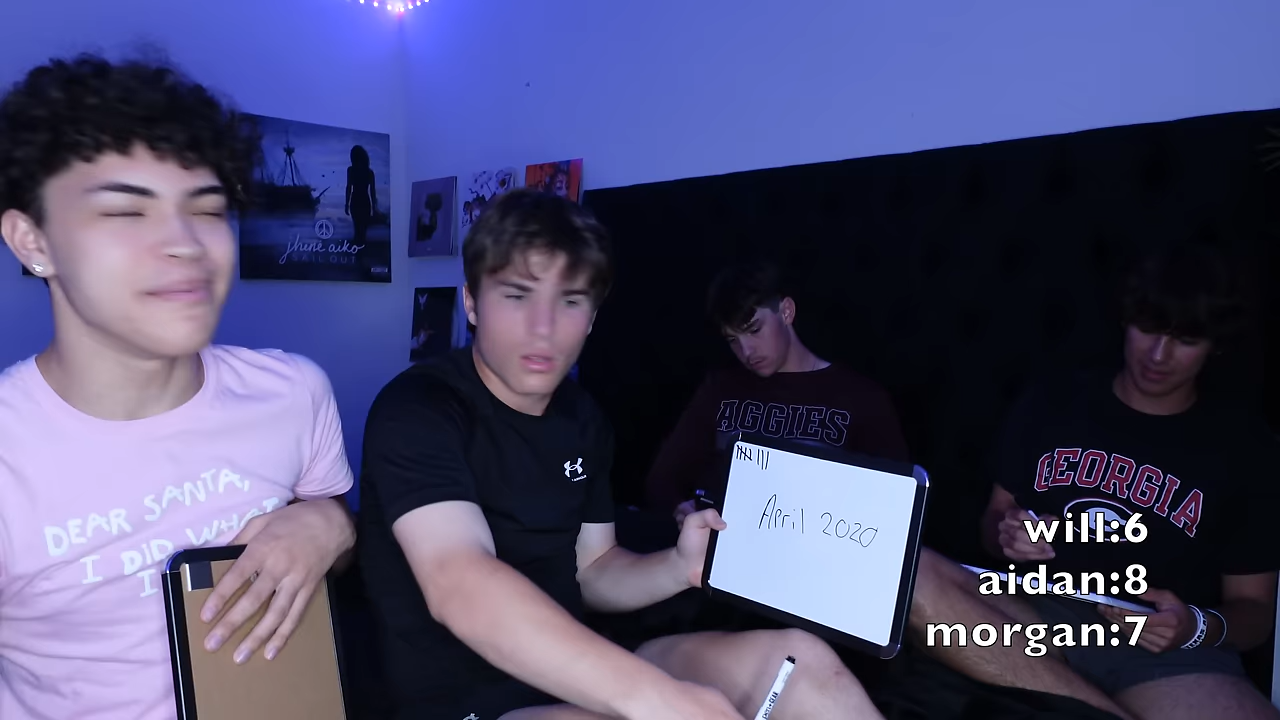 jhené aiko
SAIL OUT
AGGIES
GEORGIA
DEAR SANTA,
I DID WHAT
I
April 2020
will:6
aidan:8
morgan:7